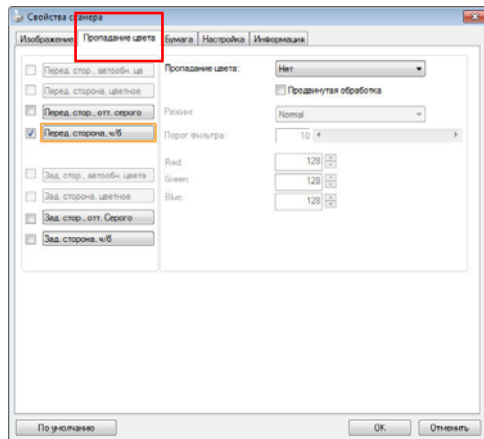 Свойства сканера
Изображение Пропадание цвета Бумага Настройка Информация
Перед. стор., автообн. цв
Перед. сторона, цветное
Перед. стор., отт. серого
Перед. сторона, ч/б
Зад. стор., автообн. цвета
Зад. сторона, цветное
Зад. стор., отт. Серого
Зад. сторона, ч/б
Пропадание цвета: Нет
Продвинутая обработка
Режим: Normal
Порог фильтра: 10
Red: 128
Green: 128
Blue: 128
По умолчанию OK Отменить